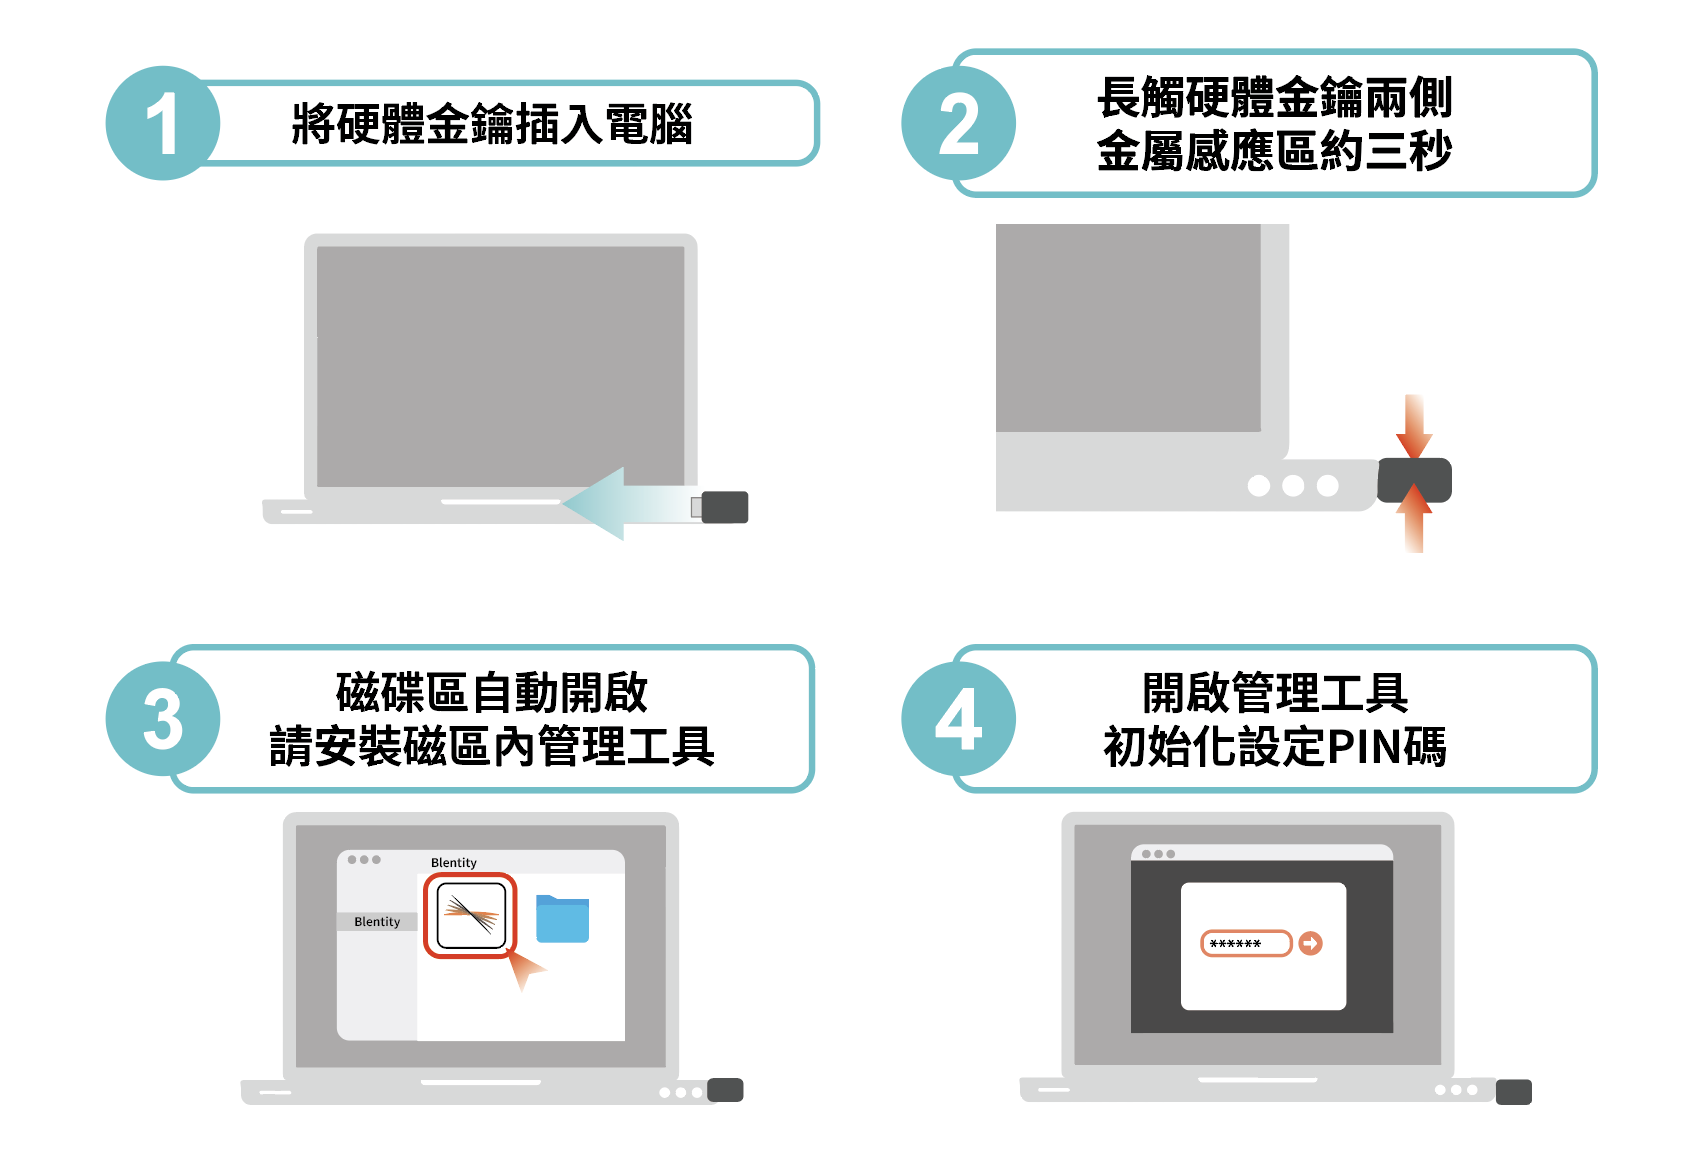 1
將硬體金鑰插入電腦
2
長觸硬體金鑰兩側
金屬感應區約三秒
3
磁碟區自動開啟
請安裝磁區內管理工具
Blentity
Blentity
4
開啟管理工具
初始化設定PIN碼
******